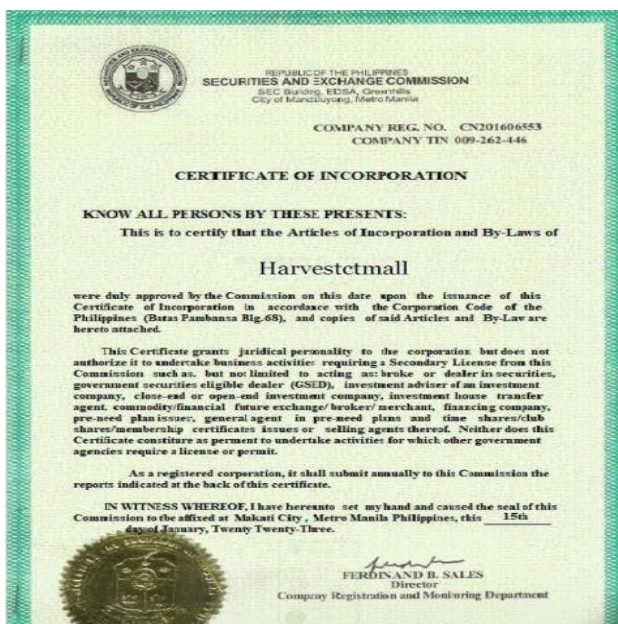 REPUBLIC OF THE PHILIPPINES
SECURITIES AND EXCHANGE COMMISSION
SEC Building, EDSA, Greenhills
City of Mandaluyong, Metro Manila
COMPANY REG. NO. CN201606553
COMPANY TIN 009-262-446
CERTIFICATE OF INCORPORATION
KNOW ALL PERSONS BY THESE PRESENTS:
This is to certify that the Articles of Incorporation and By-Laws of
Harvestctmall
were duly approved by the Commission on this date upon the issuance of this
Certificate of Incorporation in accordance with the Corporation Code of the
Philippines (Batas Pambansa Blg.68), and copies of said Articles and By-Law are
hereto attached.
This Certificate grants juridical personality to the corporation but does not
authorize it to undertake business activities requiring a Secondary License from this
Commission such as, but not limited to acting as: broke or dealer in securities,
government securities eligible dealer (GSED), investment adviser of an investment
company, close-end or open-end investment company, investment house transfer
agent, commodity/financial future exchange/ broker/ merchant, financing company,
pre-need plan issuer, general agent in pre-need plans and time shares/club
shares/membership certificates issues or selling agents thereof. Neither does this
Certificate constiture as perment to undertake activities for which other government
agencies require a license or permit.
As a registered corporation, it shall submit annually to this Commission the
reports indicated at the back of this certificate.
IN WITNESS WHEREOF, I have hereunto set my hand and caused the seal of this
Commission to be affixed at Makati City, Metro Manila Philippines, this 15th
day of January, Twenty Twenty-Three.
FERDINAND B. SALES
Director
Company Registration and Monitoring Department